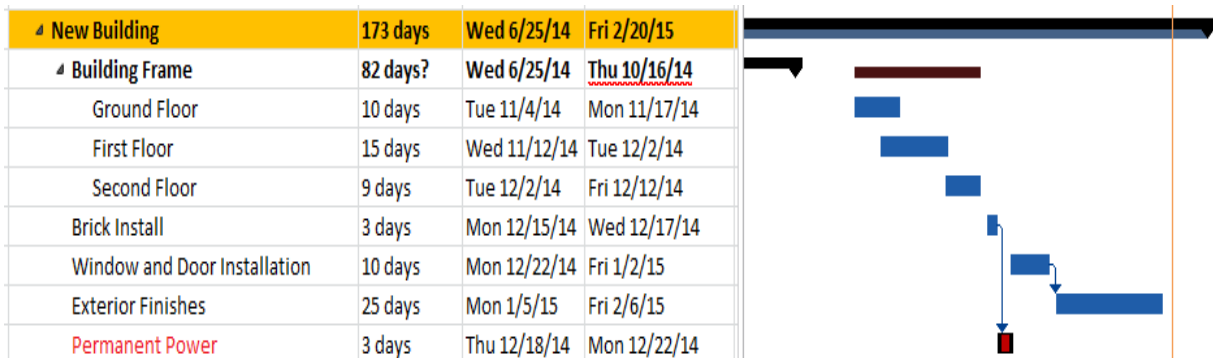 New Building 173 days Wed 6/25/14 Fri 2/20/15
Building Frame 82 days? Wed 6/25/14 Thu 10/16/14
Ground Floor 10 days Tue 11/4/14 Mon 11/17/14
First Floor 15 days Wed 11/12/14 Tue 12/2/14
Second Floor 9 days Tue 12/2/14 Fri 12/12/14
Brick Install 3 days Mon 12/15/14 Wed 12/17/14
Window and Door Installation 10 days Mon 12/22/14 Fri 1/2/15
Exterior Finishes 25 days Mon 1/5/15 Fri 2/6/15
Permanent Power 3 days Thu 12/18/14 Mon 12/22/14